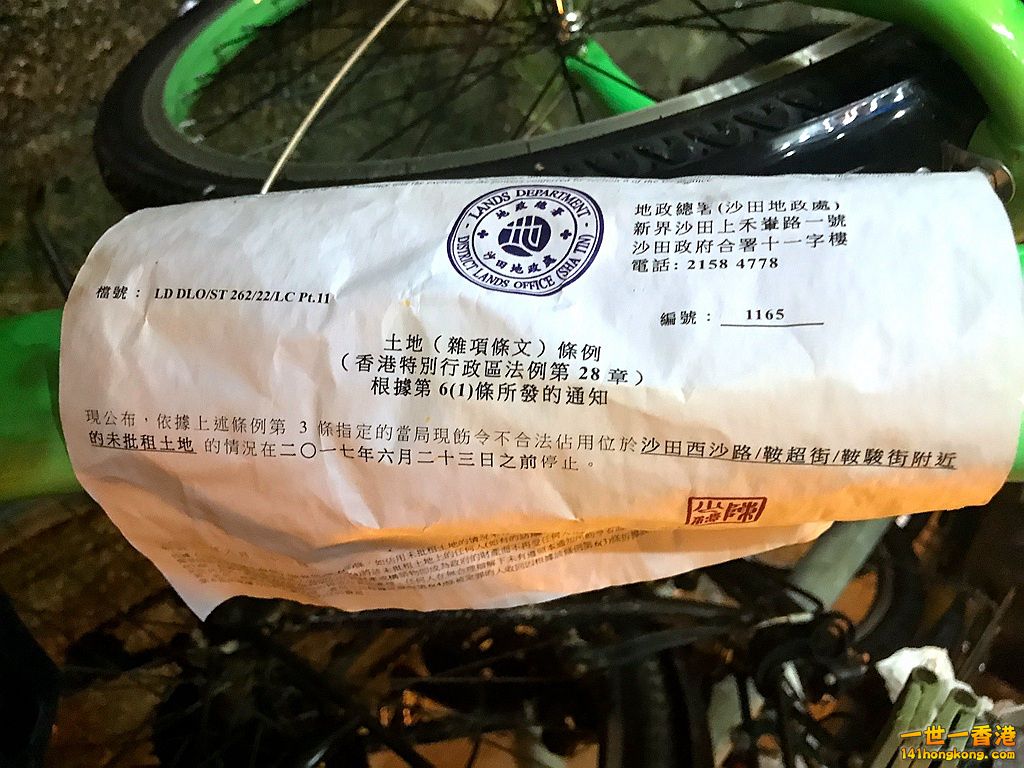 LANDS DEPARTMENT
地政總署
沙田地政處
DISTRICT LANDS OFFICE (SHA TIN)
地政總署(沙田地政處)
新界沙田上禾輋路一號
沙田政府合署十一字樓
電話: 2158 4778
檔號： LD DLO/ST 262/22/LC Pt.11
編號： 1165
土地（雜項條文）條例
（香港特別行政區法例第 28 章）
根據第 6(1)條所發的通知
現公布，依據上述條例第 3 條指定的當局現飭令不合法佔用位於沙田西沙路/鞍超街/鞍駿街附近
的未批租土地 的情況在二〇一七年六月二十三日之前停止。
一世一香港
141hongkong.com